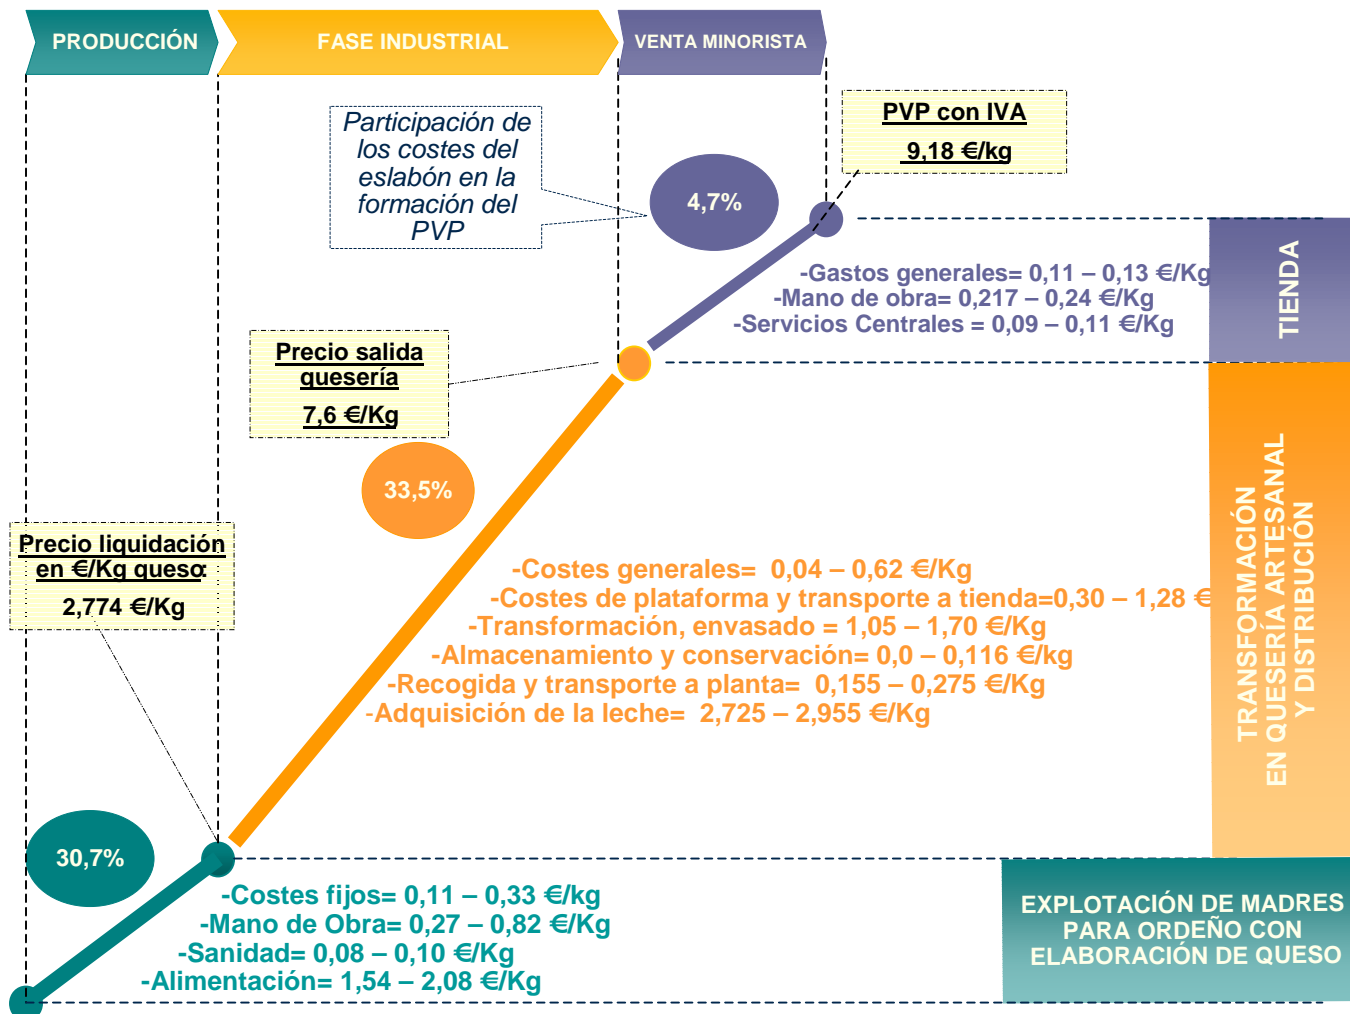 PRODUCCIÓN
FASE INDUSTRIAL
VENTA MINORISTA
Participación de
los costes del
eslabón en la
formación del
PVP
4,7%
PVP con IVA
9,18 €/kg
-Gastos generales= 0,11 – 0,13 €/Kg
-Mano de obra= 0,217 – 0,24 €/Kg
-Servicios Centrales = 0,09 – 0,11 €/Kg
TIENDA
Precio salida
quesería
7,6 €/Kg
33,5%
Precio liquidación
en €/Kg queso:
2,774 €/Kg
-Costes generales= 0,04 – 0,62 €/Kg
-Costes de plataforma y transporte a tienda=0,30 – 1,28 €
-Transformación, envasado = 1,05 – 1,70 €/Kg
-Almacenamiento y conservación= 0,0 – 0,116 €/kg
-Recogida y transporte a planta= 0,155 – 0,275 €/Kg
-Adquisición de la leche= 2,725 – 2,955 €/Kg
TRANSFORMACIÓN
EN QUESERÍA ARTESANAL
Y DISTRIBUCIÓN
30,7%
-Costes fijos= 0,11 – 0,33 €/kg
-Mano de Obra= 0,27 – 0,82 €/Kg
-Sanidad= 0,08 – 0,10 €/Kg
-Alimentación= 1,54 – 2,08 €/Kg
EXPLOTACIÓN DE MADRES
PARA ORDEÑO CON
ELABORACIÓN DE QUESO